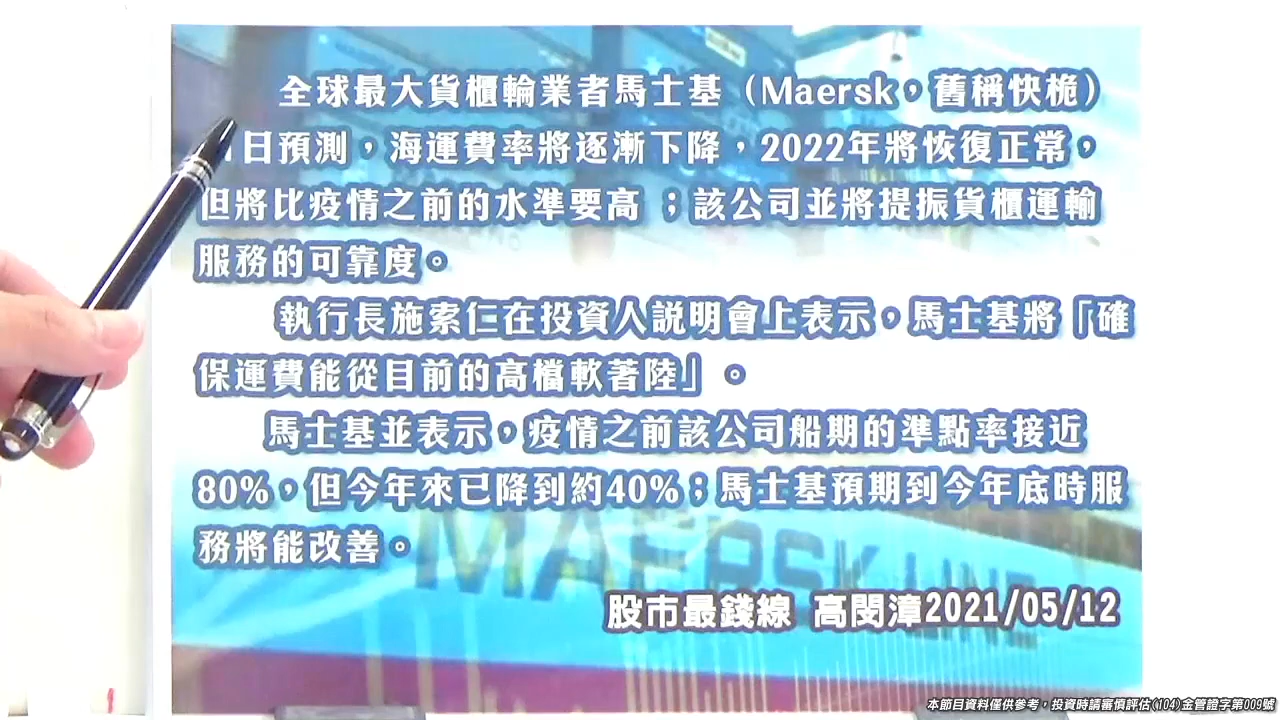 全球最大貨櫃輪業者馬士基（Maersk，舊稱快桅）
1日預測，海運費率將逐漸下降，2022年將恢復正常，
但將比疫情之前的水準要高；該公司並將提振貨櫃運輸
服務的可靠度。
執行長施索仁在投資人説明會上表示，馬士基將「確
保運費能從目前的高檔軟著陸」。
馬士基並表示，疫情之前該公司船期的準點率接近
80%，但今年來已降到約40%；馬士基預期到今年底時服
務將能改善。
MAERSK LINE
股市最錢線 高閔漳2021/05/12
本節目資料僅供參考，投資時請審慎評估(104)金管證字第009號